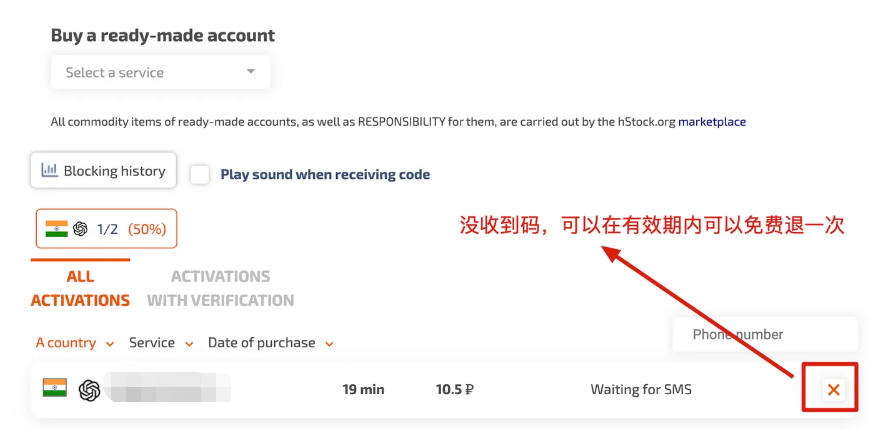 Buy a ready-made account
Select a service
All commodity items of ready-made accounts, as well as RESPONSIBILITY for them, are carried out by the hStock.org marketplace
Blocking history
Play sound when receiving code
1/2 (50%)
没收到码，可以在有效期内可以免费退一次
ALL ACTIVATIONS
ACTIVATIONS WITH VERIFICATION
A country Service Date of purchase
Phone number
19 min 10.5 ₽ Waiting for SMS